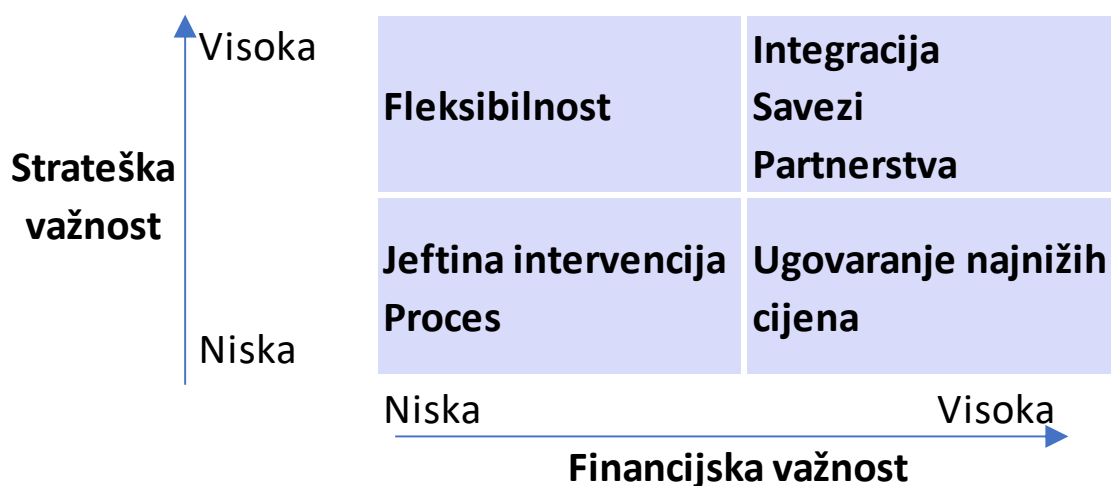 Visoka
Integracija
Fleksibilnost
Savezi
Strateška
Partnerstva
važnost
Jeftina intervencija
Ugovaranje najnižih
Proces
cijena
Niska
Niska
Visoka
Financijska važnost